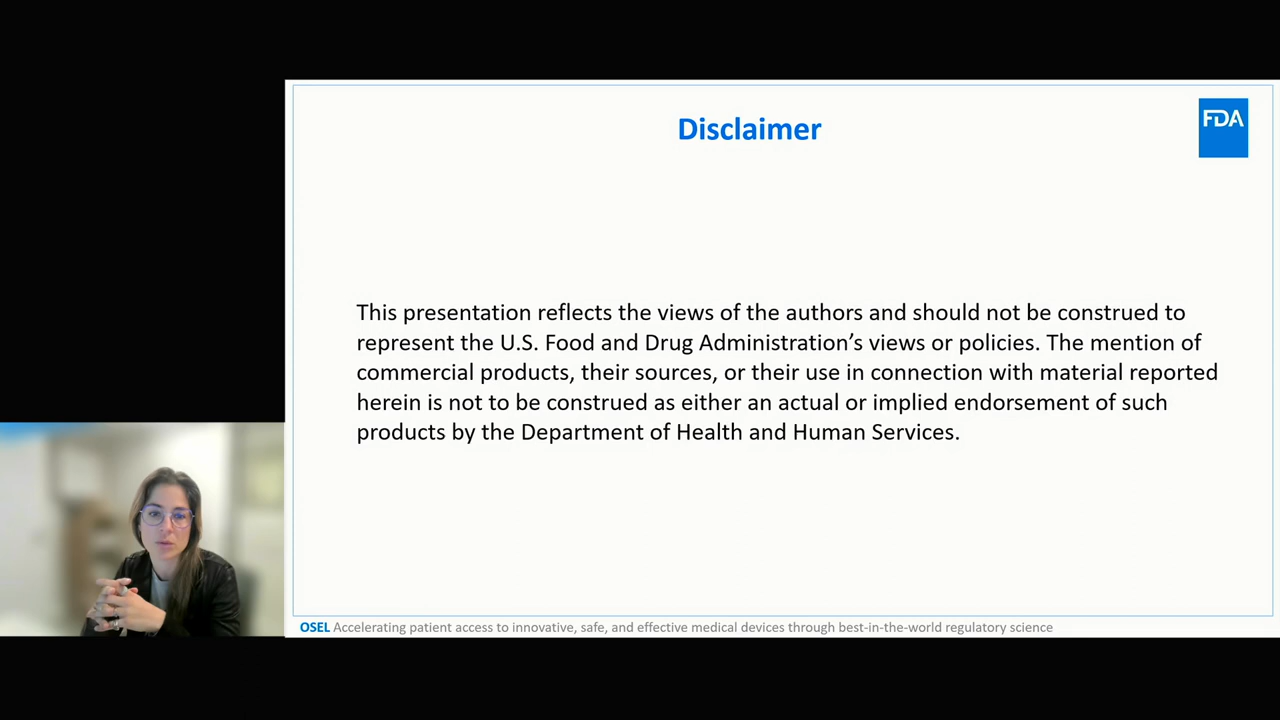 Disclaimer
FDA
This presentation reflects the views of the authors and should not be construed to
represent the U.S. Food and Drug Administration’s views or policies. The mention of
commercial products, their sources, or their use in connection with material reported
herein is not to be construed as either an actual or implied endorsement of such
products by the Department of Health and Human Services.
OSEL Accelerating patient access to innovative, safe, and effective medical devices through best-in-the-world regulatory science